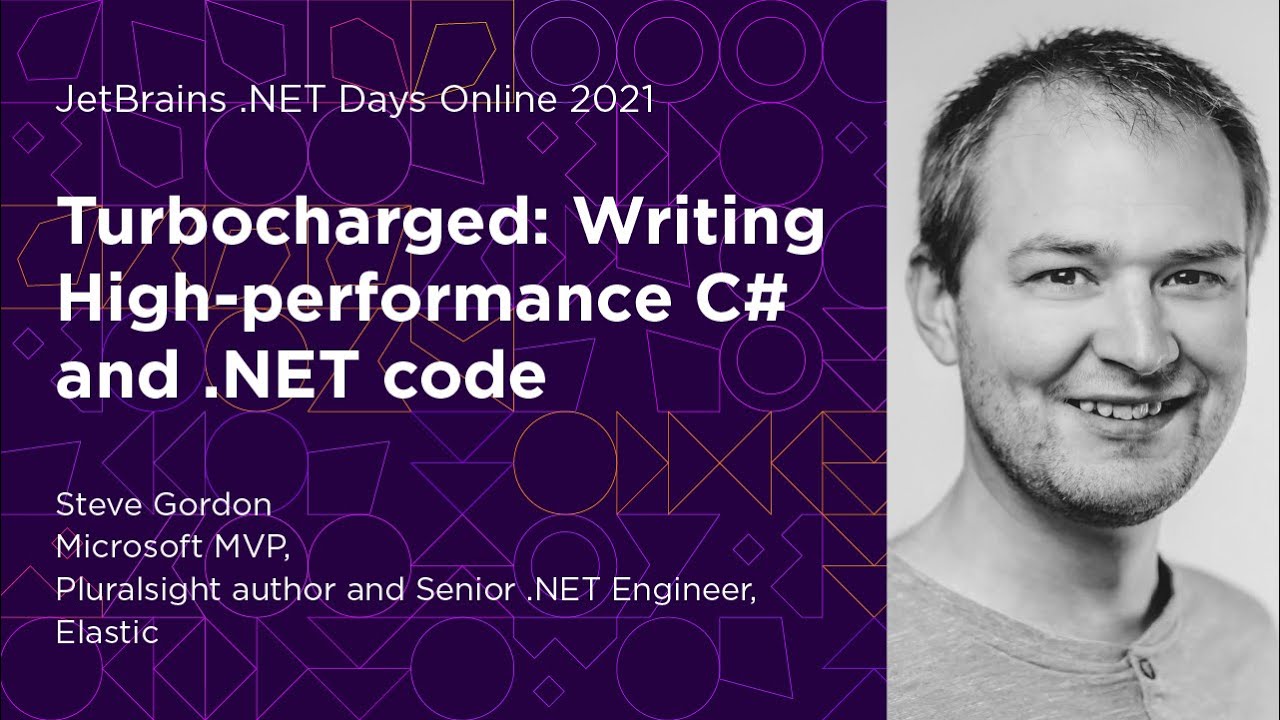 JetBrains .NET Days Online 2021
Turbocharged: Writing
High-performance C#
and .NET code
Steve Gordon
Microsoft MVP,
Pluralsight author and Senior .NET Engineer,
Elastic